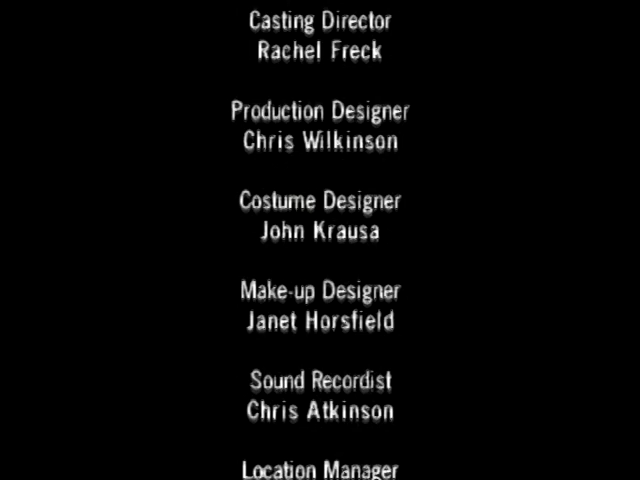 Casting Director
Rachel Freck
Production Designer
Chris Wilkinson
Costume Designer
John Krausa
Make-up Designer
Janet Horsfield
Sound Recordist
Chris Atkinson
Location Manager